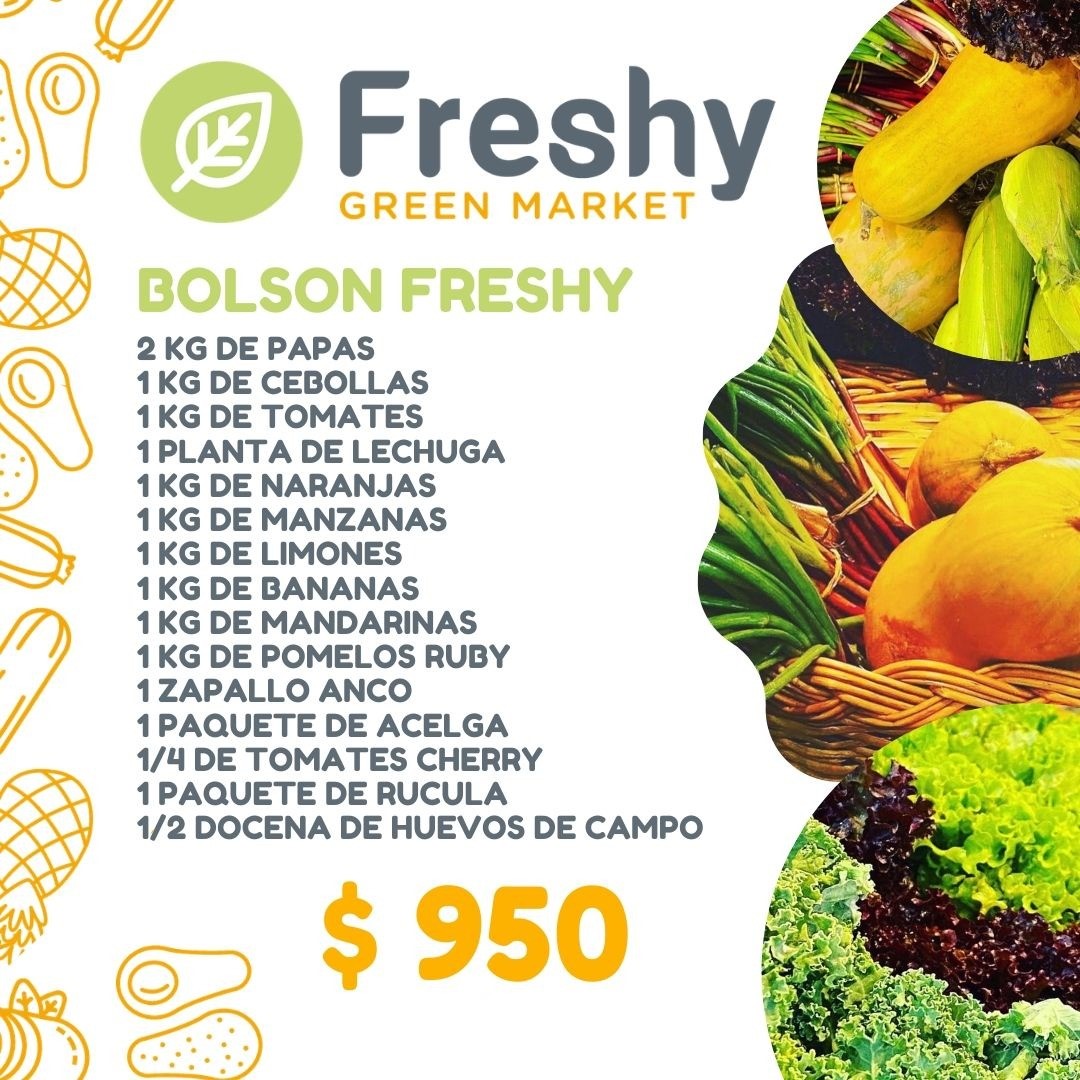 Freshy
GREEN MARKET
BOLSON FRESHY
2 KG DE PAPAS
1 KG DE CEBOLLAS
1 KG DE TOMATES
1 PLANTA DE LECHUGA
1 KG DE NARANJAS
1 KG DE MANZANAS
1 KG DE LIMONES
1 KG DE BANANAS
1 KG DE MANDARINAS
1 KG DE POMELOS RUBY
1 ZAPALLO ANCO
1 PAQUETE DE ACELGA
1/4 DE TOMATES CHERRY
1 PAQUETE DE RUCULA
1/2 DOCENA DE HUEVOS DE CAMPO
$ 950